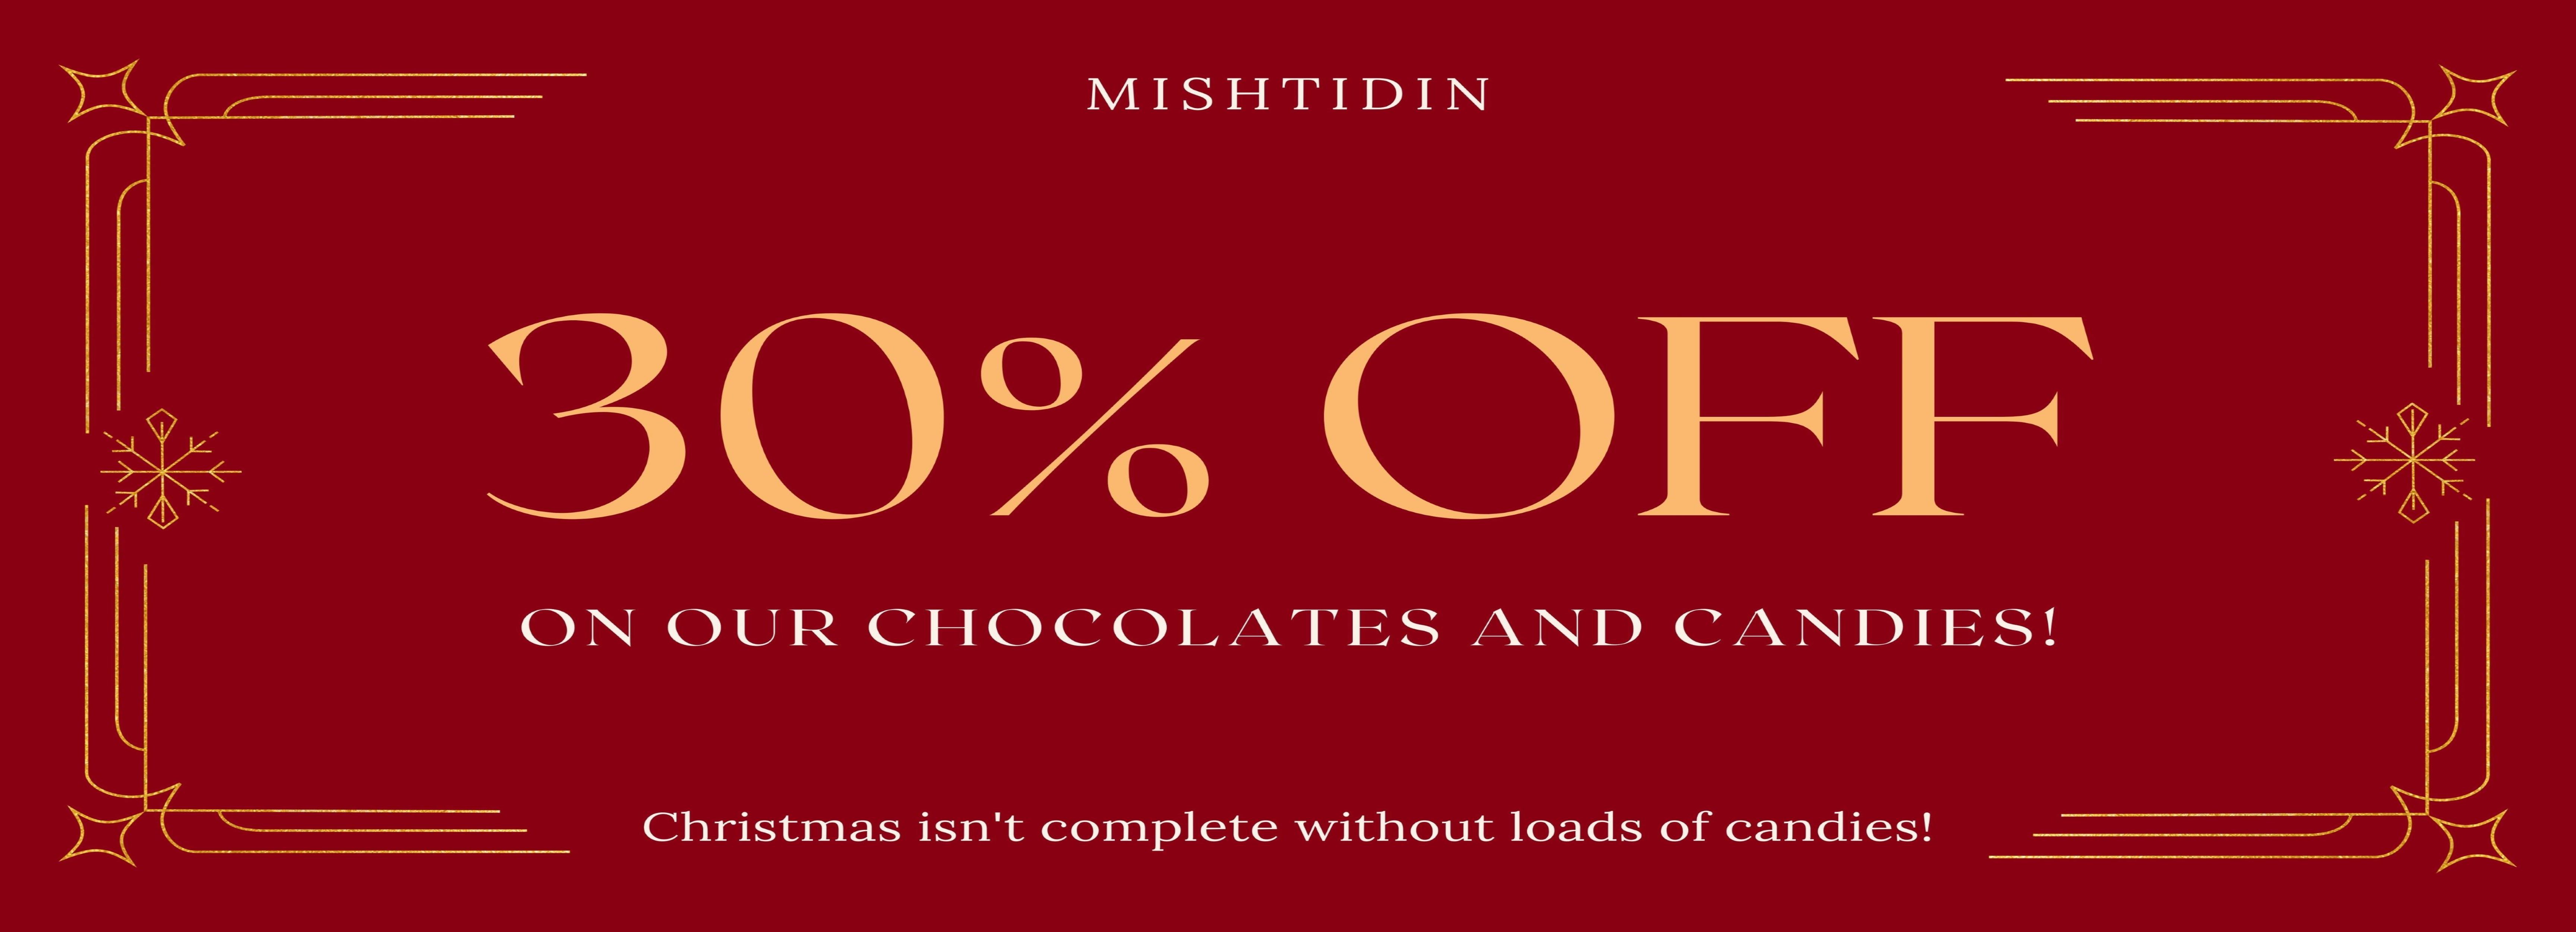 MISHTIDIN
30% OFF
ON OUR CHOCOLATES AND CANDIES!
Christmas isn't complete without loads of candies!